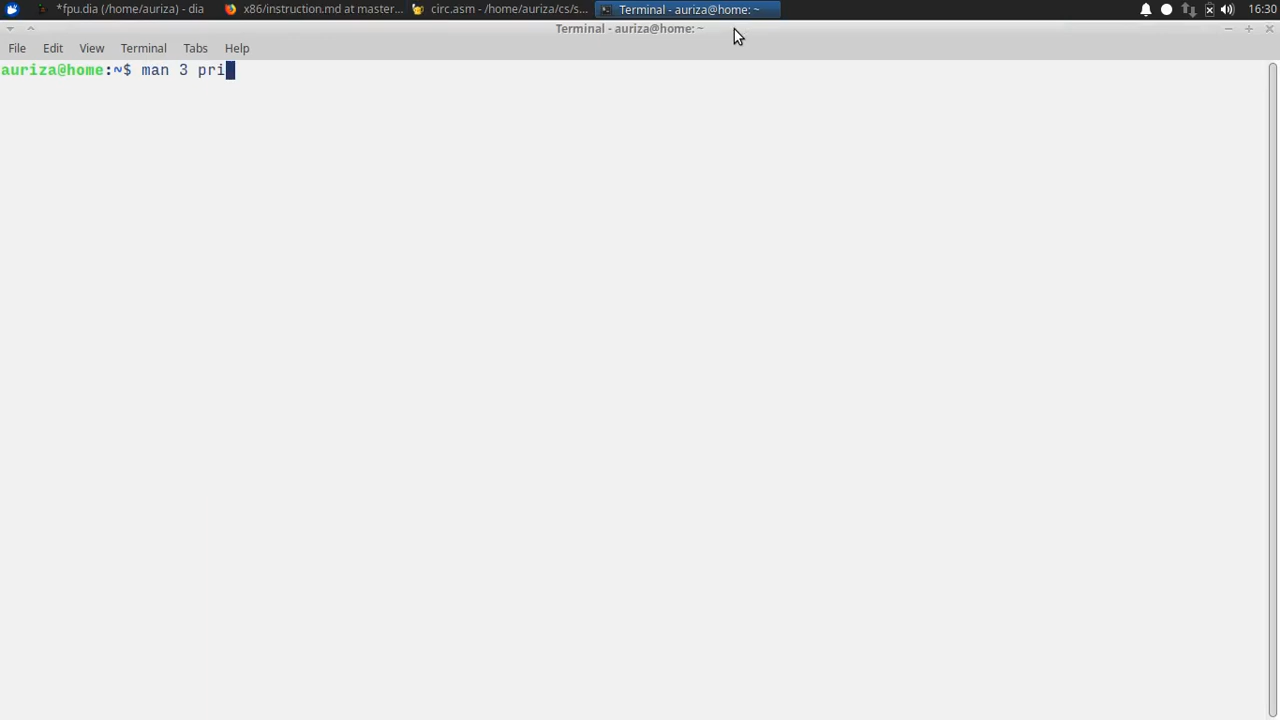 *fpu.dia (/home/auriza) - dia
x86/instruction.md at master...
circ.asm - /home/auriza/cs/s...
Terminal - auriza@home: ~
16:30
Terminal - auriza@home: ~
File Edit View Terminal Tabs Help
auriza@home:~$ man 3 pri